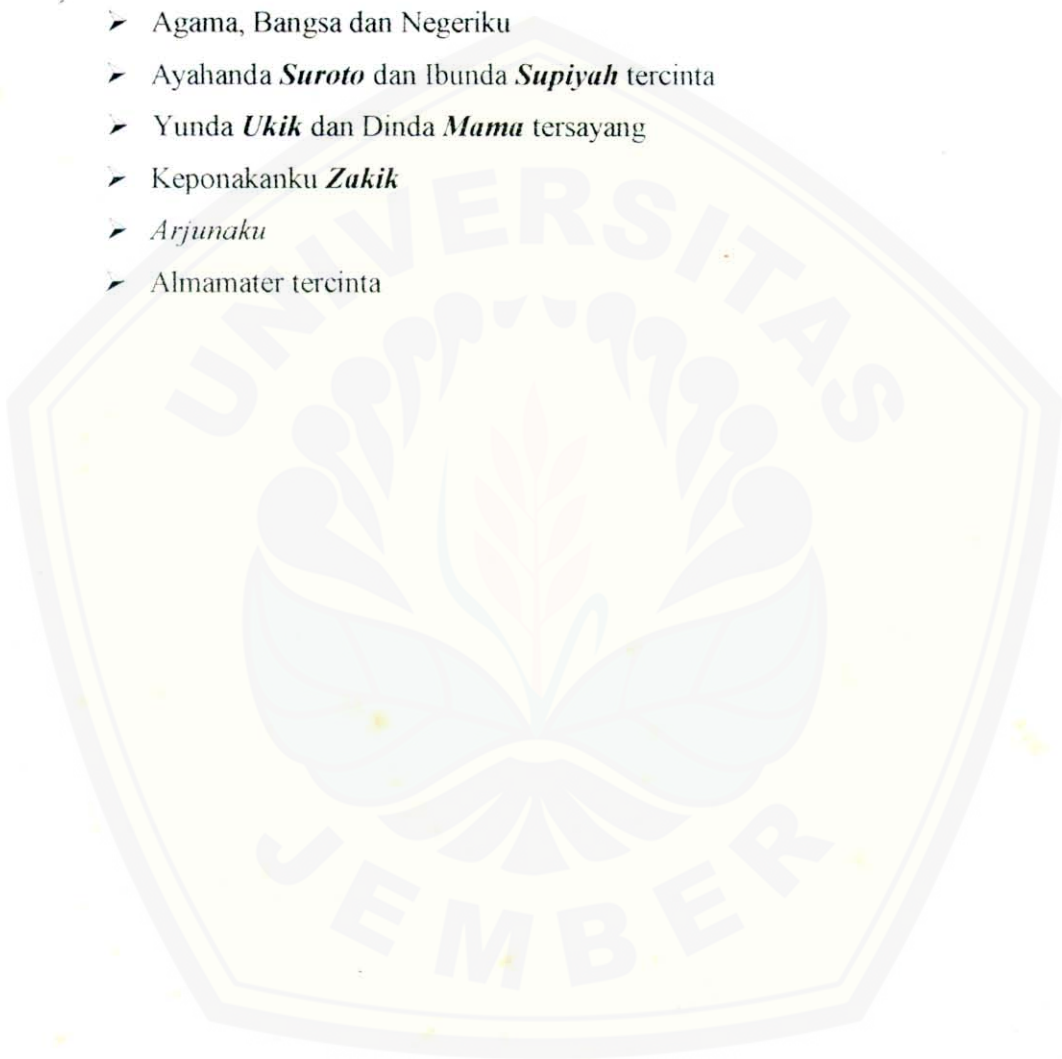 ➤ Agama, Bangsa dan Negeriku
➤ Ayahanda Suroto dan Ibunda Supiyah tercinta
➤ Yunda Ukik dan Dinda Mama tersayang
➤ Keponakanku Zakik
➤ Arjunaku
➤ Almamater tercinta
UNIVERSITAS
JEMBER